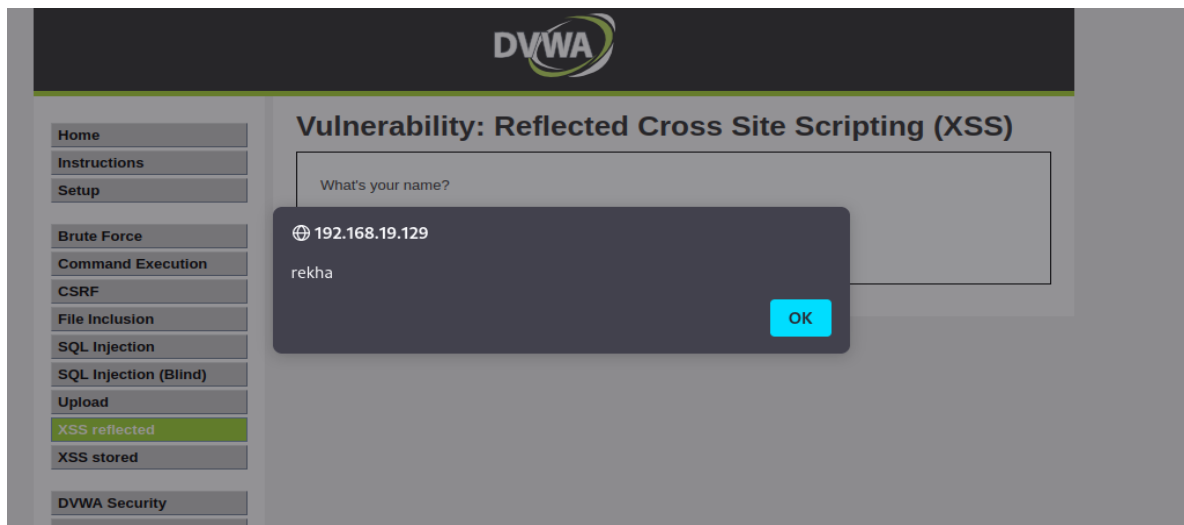 DVWA
Home
Instructions
Setup
Brute Force
Command Execution
CSRF
File Inclusion
SQL Injection
SQL Injection (Blind)
Upload
XSS reflected
XSS stored
DVWA Security
Vulnerability: Reflected Cross Site Scripting (XSS)
What's your name?
192.168.19.129
rekha
OK